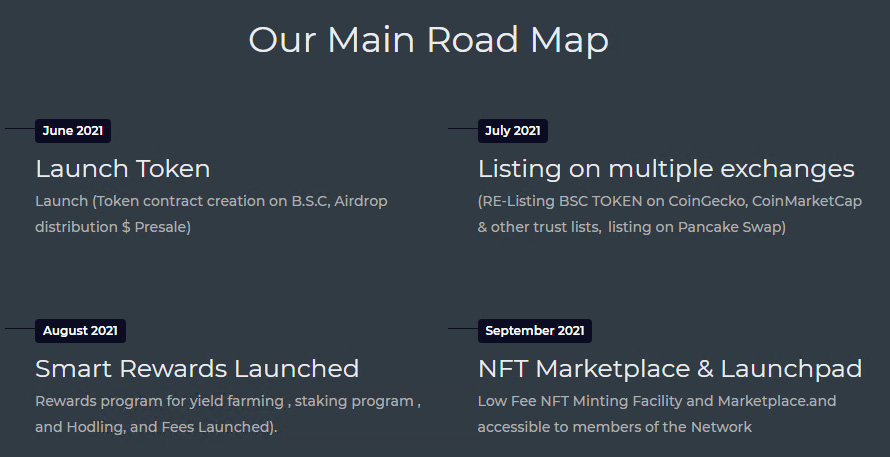 Our Main Road Map
June 2021
Launch Token
Launch (Token contract creation on B.S.C, Airdrop
distribution $ Presale)
July 2021
Listing on multiple exchanges
(RE-Listing BSC TOKEN on CoinGecko, CoinMarketCap
& other trust lists, listing on Pancake Swap)
August 2021
Smart Rewards Launched
Rewards program for yield farming , staking program ,
and Hodling, and Fees Launched).
September 2021
NFT Marketplace & Launchpad
Low Fee NFT Minting Facility and Marketplace.and
accessible to members of the Network